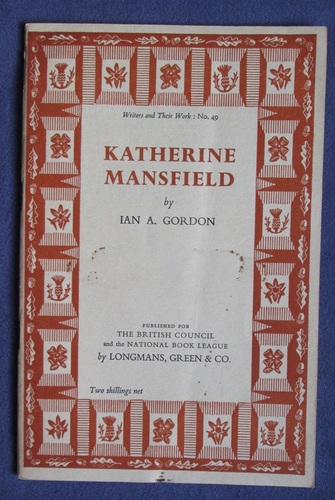 Writers and Their Work : No. 49
KATHERINE
MANSFIELD
by
IAN A. GORDON
PUBLISHED FOR
THE BRITISH COUNCIL
and the NATIONAL BOOK LEAGUE
by LONGMANS, GREEN & CO.
Two shillings net